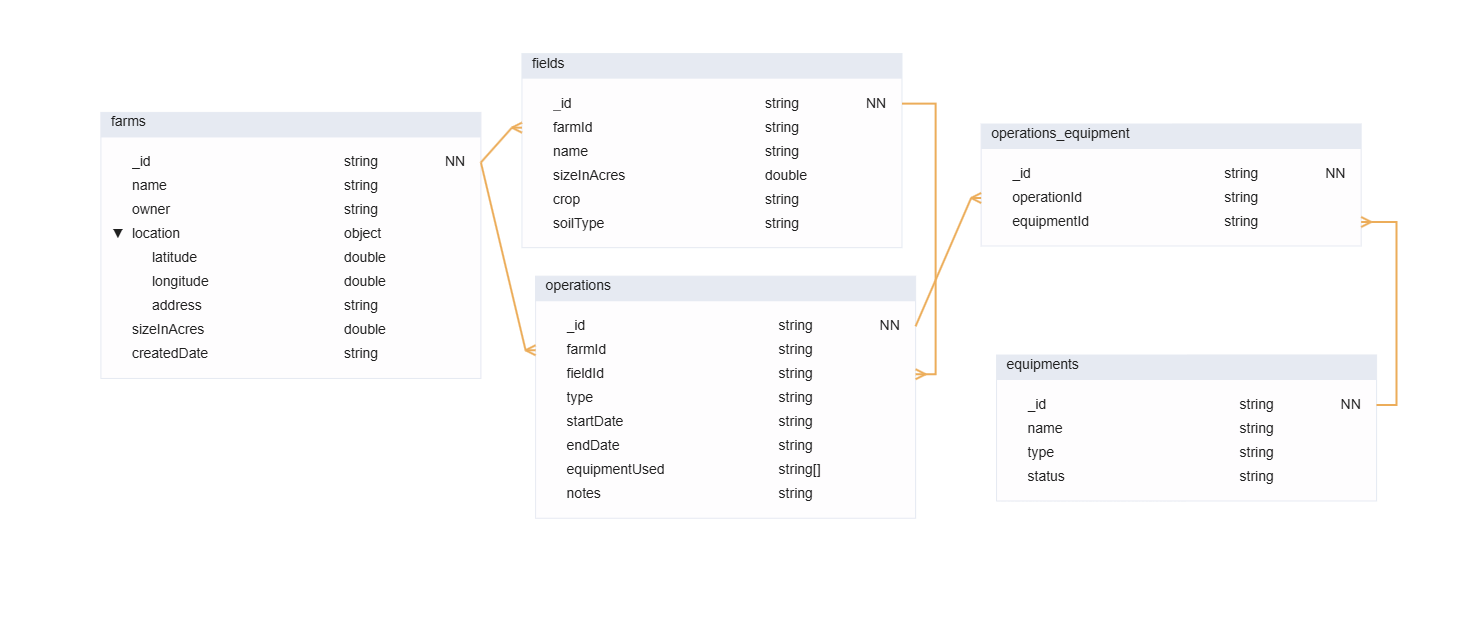 farms
_id string NN
name string
owner string
▼ location object
latitude double
longitude double
address string
sizeInAcres double
createdDate string
fields
_id string NN
farmId string
name string
sizeInAcres double
crop string
soilType string
operations
_id string NN
farmId string
fieldId string
type string
startDate string
endDate string
equipmentUsed string[]
notes string
operations_equipment
_id string NN
operationId string
equipmentId string
equipments
_id string NN
name string
type string
status string